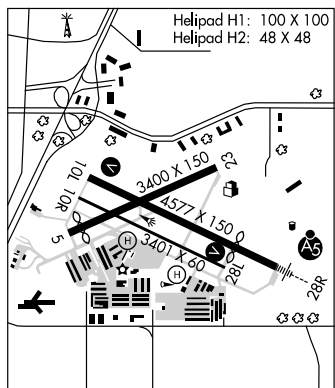 Helipad H1: 100 X 100
Helipad H2: 48 X 48
10L
10R
V
3400 X 150
23
4577 X 150
5
3401 X 60
H
V
28L
A5
H
28R